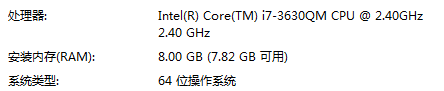 处理器: Intel(R) Core(TM) i7-3630QM CPU @ 2.40GHz
2.40 GHz
安装内存(RAM): 8.00 GB (7.82 GB 可用)
系统类型: 64 位操作系统